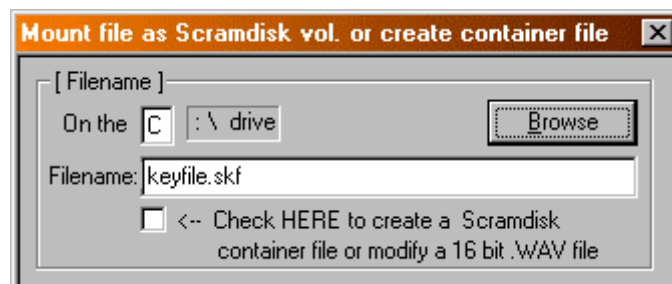 Mount file as Scramdisk vol. or create container file
[ Filename ]
On the C :\ drive Browse
Filename: keyfile.skf
<-- Check HERE to create a Scramdisk
container file or modify a 16 bit .WAV file